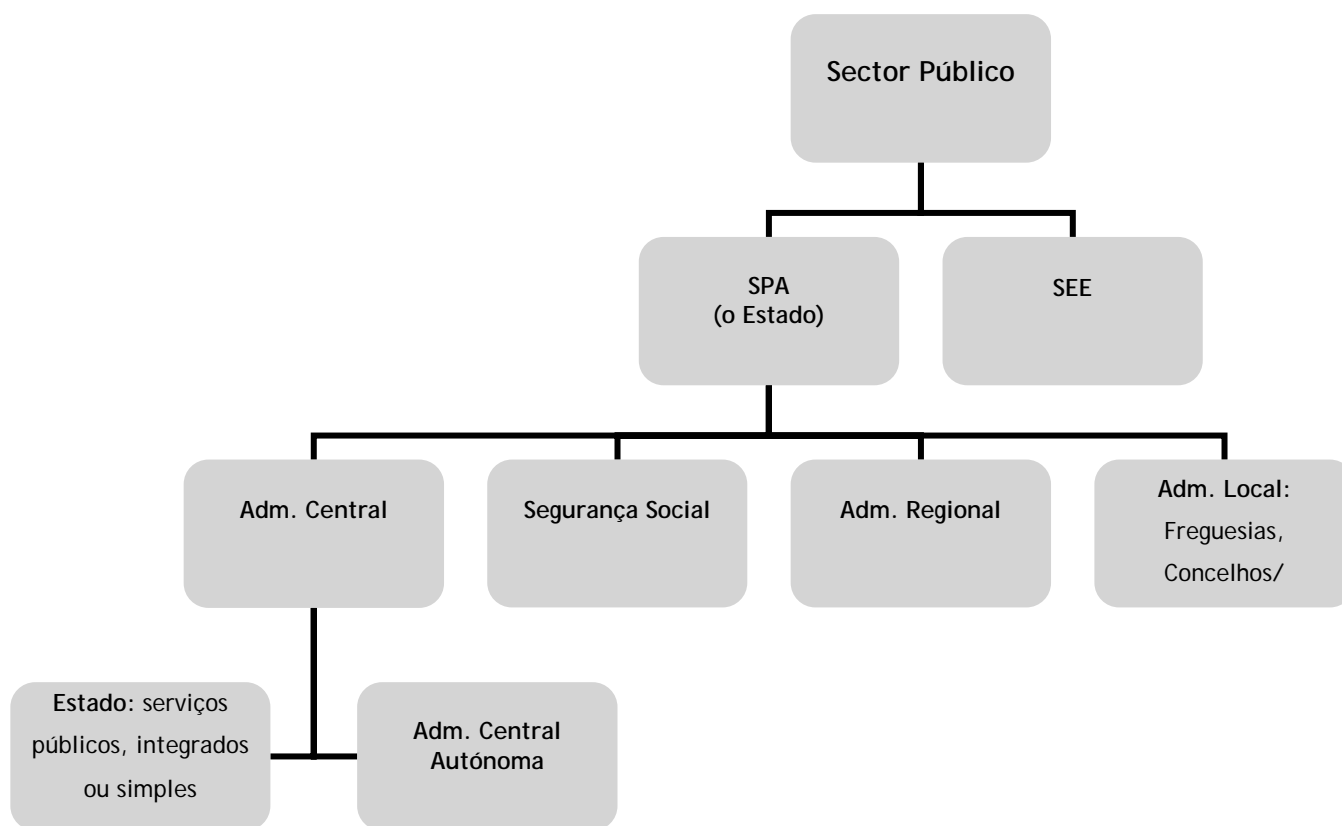 Sector Público
SPA
(o Estado)
SEE
Adm. Central
Segurança Social
Adm. Regional
Adm. Local:
Freguesias,
Concelhos/
Estado: serviços
públicos, integrados
ou simples
Adm. Central
Autónoma